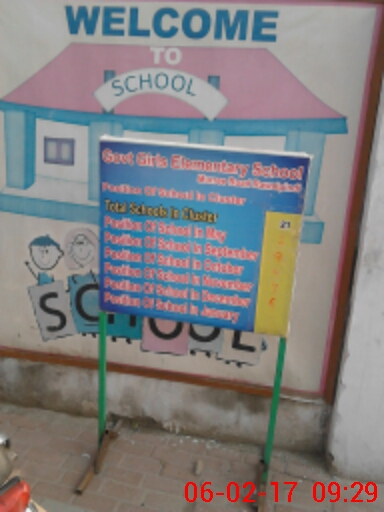 WELCOME
TO
SCHOOL
Govt Girls Elementary School
Position Of School In Cluster
Total Schools In Cluster 21
Position Of School In May
Position Of School In September
Position Of School In October
Position Of School In November
Position Of School In December
Position Of School In January
SCHOOL
06-02-17 09:29